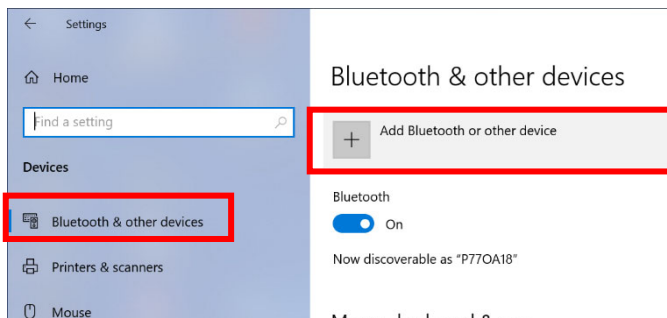 Settings
Home
Find a setting
Devices
Bluetooth & other devices
Printers & scanners
Mouse
Bluetooth & other devices
Add Bluetooth or other device
Bluetooth
On
Now discoverable as "P77OA18"